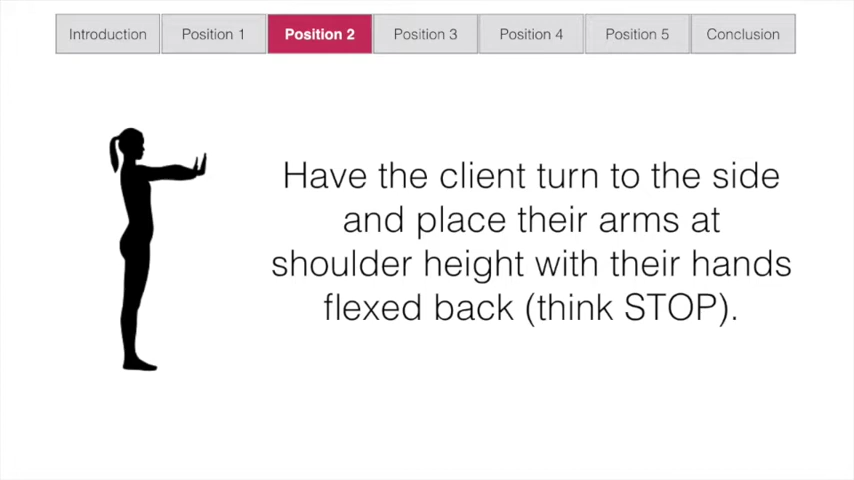 Introduction
Position 1
Position 2
Position 3
Position 4
Position 5
Conclusion
Have the client turn to the side
and place their arms at
shoulder height with their hands
flexed back (think STOP).